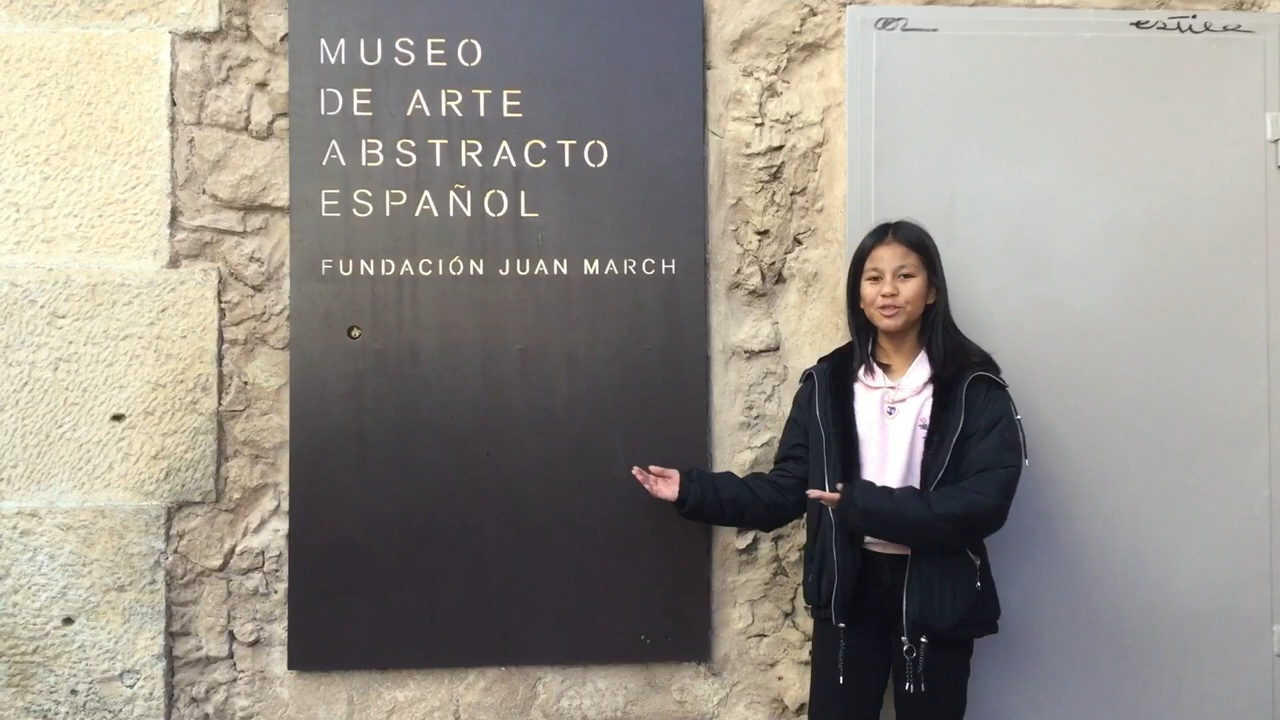 MUSEO
DE ARTE
ABSTRACTO
ESPAÑOL
FUNDACIÓN JUAN MARCH